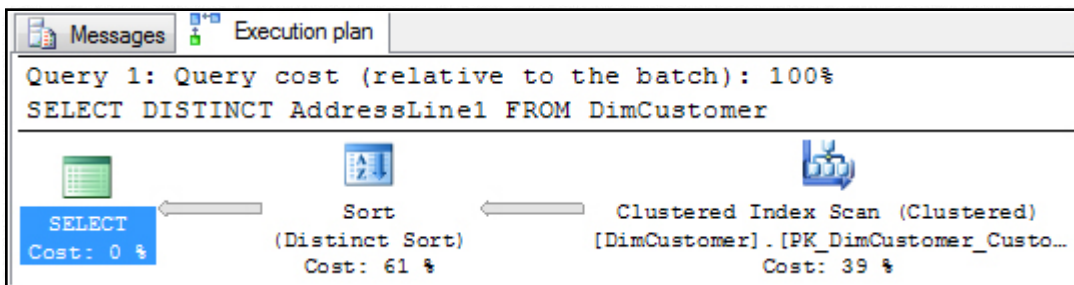 Messages
Execution plan
Query 1: Query cost (relative to the batch): 100%
SELECT DISTINCT AddressLine1 FROM DimCustomer
SELECT
Cost: 0 %
Sort
(Distinct Sort)
Cost: 61 %
Clustered Index Scan (Clustered)
[DimCustomer].[PK_DimCustomer_Custo…
Cost: 39 %